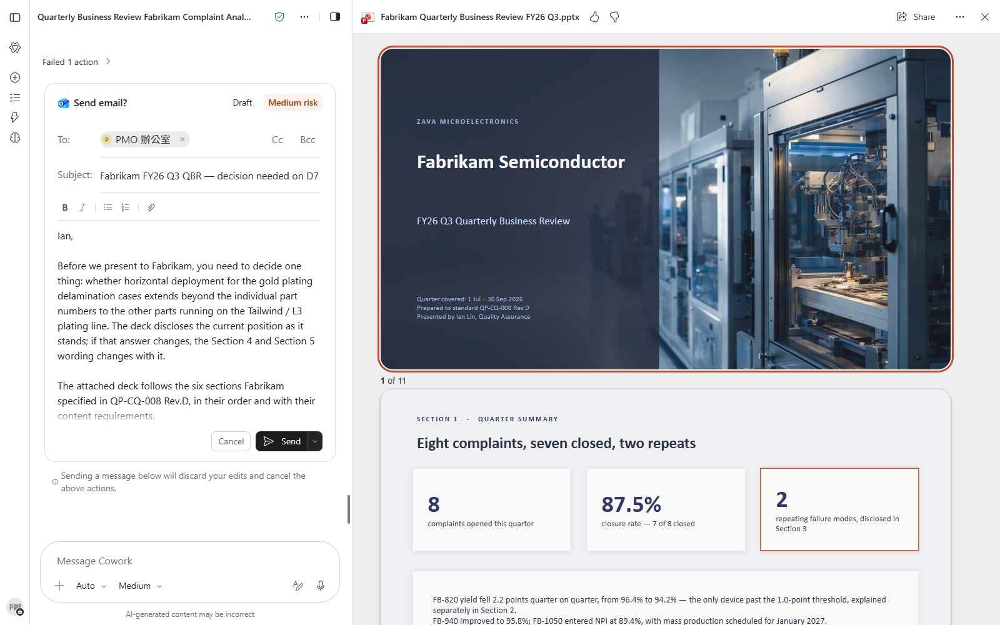 Quarterly Business Review Fabrikam Complaint Anal...
Failed 1 action
Send email?
Draft
Medium risk
To:
P
PMO 辦公室
Cc
Bcc
Subject:
Fabrikam FY26 Q3 QBR — decision needed on D7
B
I
Ian,
Before we present to Fabrikam, you need to decide one
thing: whether horizontal deployment for the gold plating
delamination cases extends beyond the individual part
numbers to the other parts running on the Tailwind / L3
plating line. The deck discloses the current position as it
stands; if that answer changes, the Section 4 and Section 5
wording changes with it.
The attached deck follows the six sections Fabrikam
specified in QP-CQ-008 Rev.D, in their order and with their
content requirements.
Cancel
Send
Sending a message below will discard your edits and cancel the
above actions.
Message Cowork
Auto
Medium
AI-generated content may be incorrect
Fabrikam Quarterly Business Review FY26 Q3.pptx
Share
ZAVA MICROELECTRONICS
Fabrikam Semiconductor
FY26 Q3 Quarterly Business Review
Quarter covered: 1 Jul – 30 Sep 2026
Prepared to standard QP-CQ-008 Rev.D
Presented by Ian Lin, Quality Assurance
1 of 11
SECTION 1 · QUARTER SUMMARY
Eight complaints, seven closed, two repeats
8
complaints opened this quarter
87.5%
closure rate — 7 of 8 closed
2
repeating failure modes, disclosed in
Section 3
FB-820 yield fell 2.2 points quarter on quarter, from 96.4% to 94.2% — the only device past the 1.0-point threshold, explained
separately in Section 2.
FB-940 improved to 95.8%; FB-1050 entered NPI at 89.4%, with mass production scheduled for January 2027.